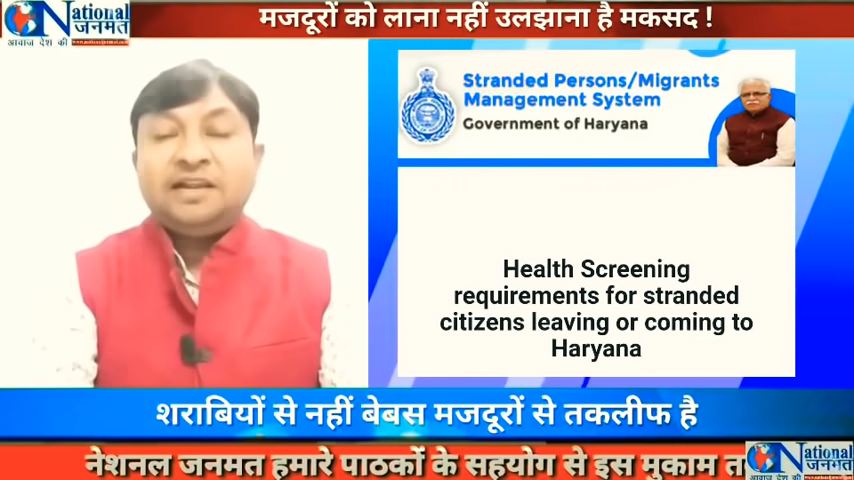 National
जनमत
आवाज देश की
मजदूरों को लाना नहीं उलझाना है मकसद !
Stranded Persons/Migrants
Management System
Government of Haryana
Health Screening
requirements for stranded
citizens leaving or coming to
Haryana
शराबियों से नहीं बेबस मजदूरों से तकलीफ है
नेशनल जनमत हमारे पाठकों के सहयोग से इस मुकाम त
National
जनमत